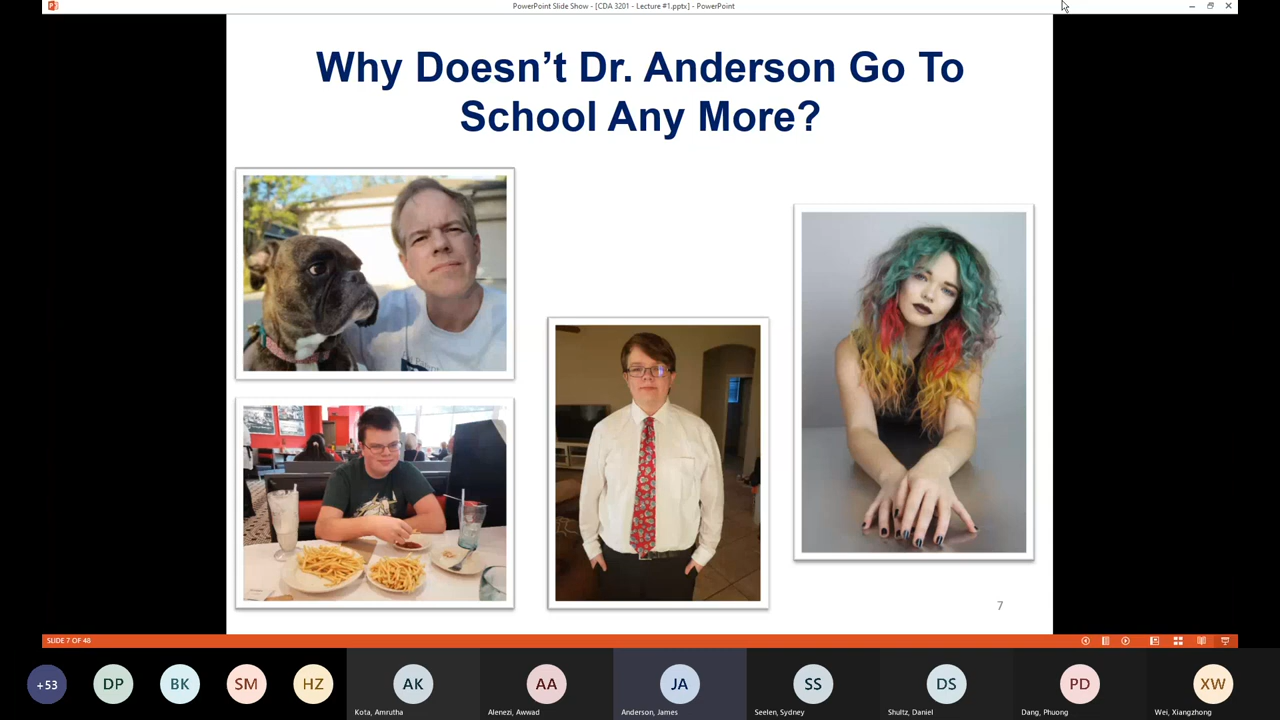 PowerPoint Slide Show - [CDA 3201 - Lecture #1.pptx] - PowerPoint
Why Doesn't Dr. Anderson Go To
School Any More?
7
SLIDE 7 OF 48
+53
DP
BK
SM
HZ
AK
AA
JA
SS
DS
PD
XW
Kota, Amrutha
Alenezi, Awwad
Anderson, James
Seelen, Sydney
Shultz, Daniel
Dang, Phuong
Wei, Xiangzhong